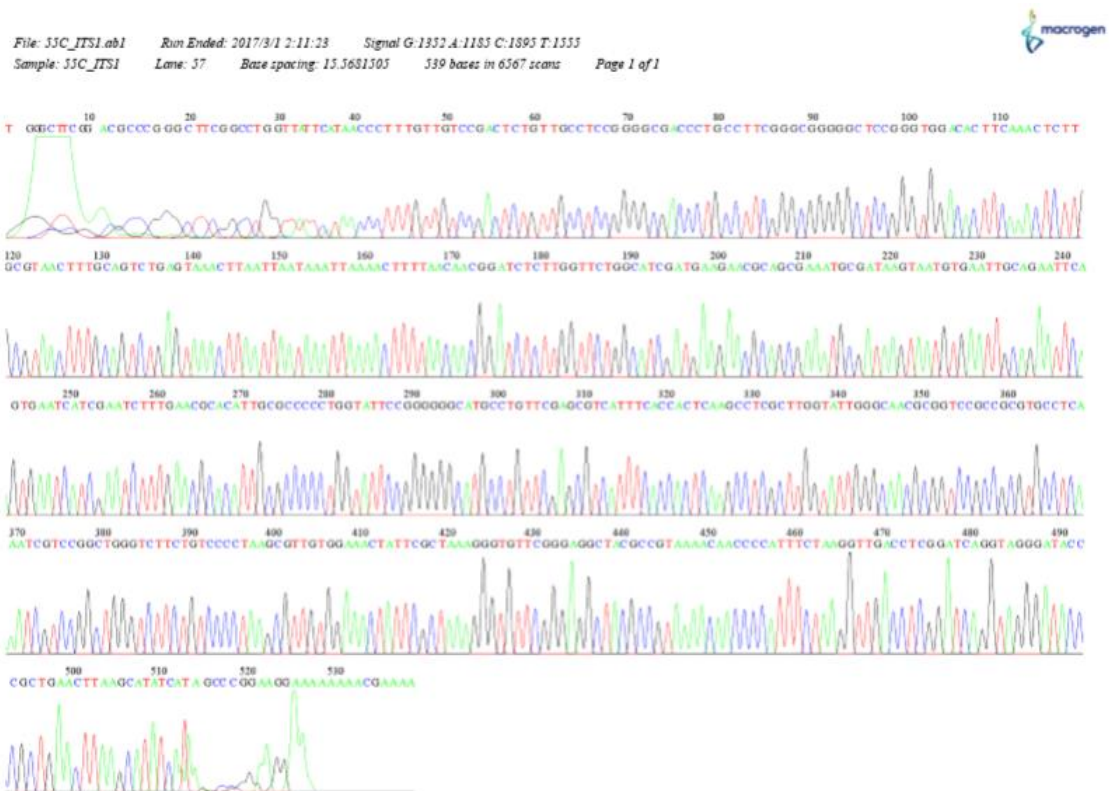 macrogen
File: 55C_ITS1.ab1 Run Ended: 2017/3/1 2:11:23 Signal G:1352 A:1185 C:1895 T:1555
Sample: 55C_ITS1 Lane: 57 Base spacing: 15.5681505 539 bases in 6567 scans Page 1 of 1
10 20 30 40 50 60 70 80 90 100 110
ACGCCCGGGCTTCGGCCTGGTTATTCATAACCCTTTGTTGTCCGACTCTGTTGCCTCCGGGGCGACCCTGCCTTCGGGCGGGGGCTCCGGGTGGACACTTCAAACTCTT
120 130 140 150 160 170 180 190 200 210 220 230 240
GCGTAACTTTGCAGTCTGAGTAAACTTAATTAATAAATTAAAACTTTTAACAACGGATCTCTTGGTTCTGGCATCGATGAAGAACGCAGCGAAATGCGATAAGTAATGTGAATTGCAGAATTCA
250 260 270 280 290 300 310 320 330 340 350 360
GTGAATCATCGAATCTTTGAACGCACATTGCGCCCCCTGGTATTCCGGGGGGCATGCCTGTTCGAGCGTCATTTCACCACTCAAGCCTCGCTTGGTATTGGGCAACGCGGTCCGCCGCGTGCCTCA
370 380 390 400 410 420 430 440 450 460 470 480 490
AATCGTCCGGCTGGGTCTTCTGTCCCCTAAGCGTTGTGGAAACTATTCGCTAAAGGGTGTTCGGGAGGCTACGCCGTAAAACAACCCCATTTCTAAGGTTGACCTCGGATCAGGTAGGGATACC
500 510 520 530
CGCTGAACTTAAGCATATCATAGCCCGGAAGGAAAAAAAACGAAAA